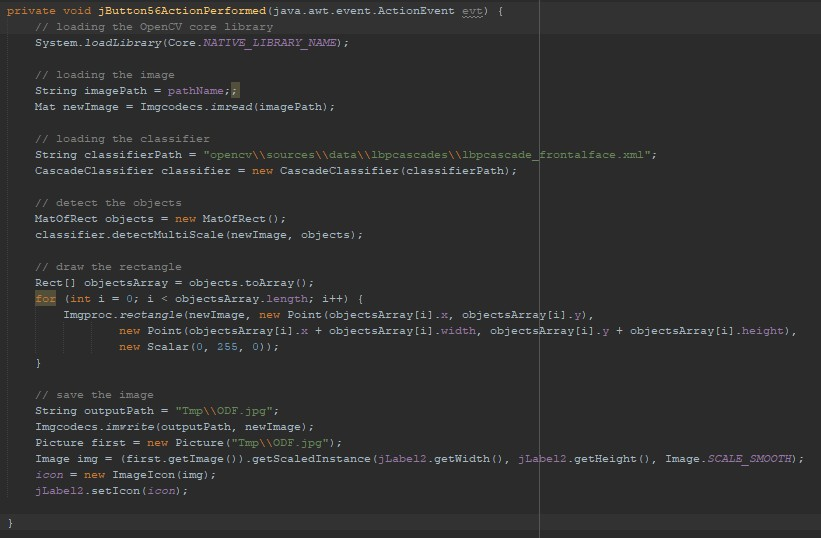 private void jButton56ActionPerformed(java.awt.event.ActionEvent evt) {
// loading the OpenCV core library
System.loadLibrary(Core.NATIVE_LIBRARY_NAME);
// loading the image
String imagePath = pathName;;
Mat newImage = Imgcodecs.imread(imagePath);
// loading the classifier
String classifierPath = "opencv\\sources\\data\\lbpcascades\\lbpcascade_frontalface.xml";
CascadeClassifier classifier = new CascadeClassifier(classifierPath);
// detect the objects
MatOfRect objects = new MatOfRect();
classifier.detectMultiScale(newImage, objects);
// draw the rectangle
Rect[] objectsArray = objects.toArray();
for (int i = 0; i < objectsArray.length; i++) {
Imgproc.rectangle(newImage, new Point(objectsArray[i].x, objectsArray[i].y),
new Point(objectsArray[i].x + objectsArray[i].width, objectsArray[i].y + objectsArray[i].height),
new Scalar(0, 255, 0));
}
// save the image
String outputPath = "Tmp\\ODF.jpg";
Imgcodecs.imwrite(outputPath, newImage);
Picture first = new Picture("Tmp\\ODF.jpg");
Image img = (first.getImage()).getScaledInstance(jLabel2.getWidth(), jLabel2.getHeight(), Image.SCALE_SMOOTH);
icon = new ImageIcon(img);
jLabel2.setIcon(icon);
}